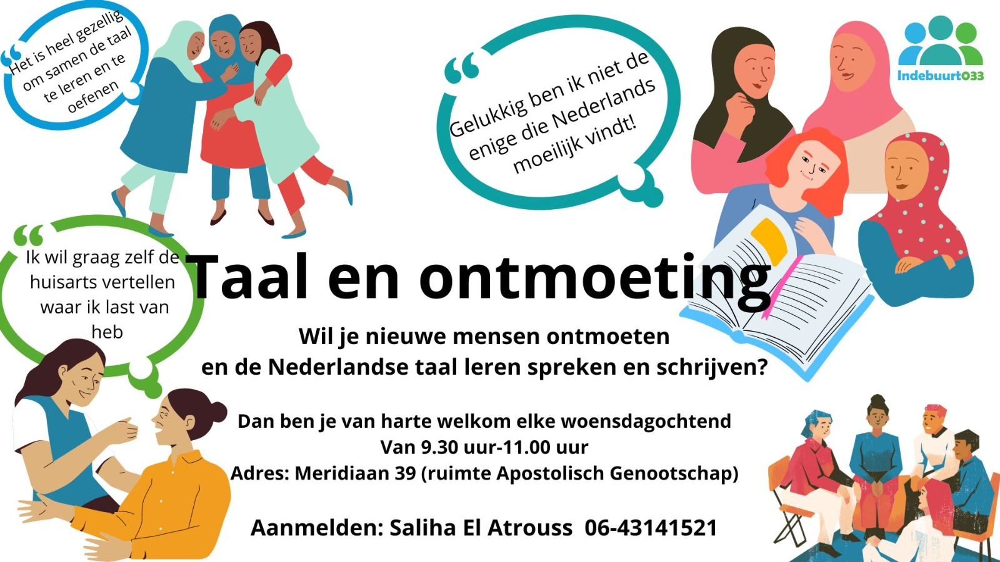 Het is heel gezellig
om samen de taal
te leren en te
oefenen
Gelukkig ben ik niet de
enige die Nederlands
moeilijk vindt!
Indebuurt033
Ik wil graag zelf de
huisarts vertellen
waar ik last van
heb
Taal en ontmoeting
Wil je nieuwe mensen ontmoeten
en de Nederlandse taal leren spreken en schrijven?
Dan ben je van harte welkom elke woensdagochtend
Van 9.30 uur-11.00 uur
Adres: Meridiaan 39 (ruimte Apostolisch Genootschap)
Aanmelden: Saliha El Atrouss 06-43141521